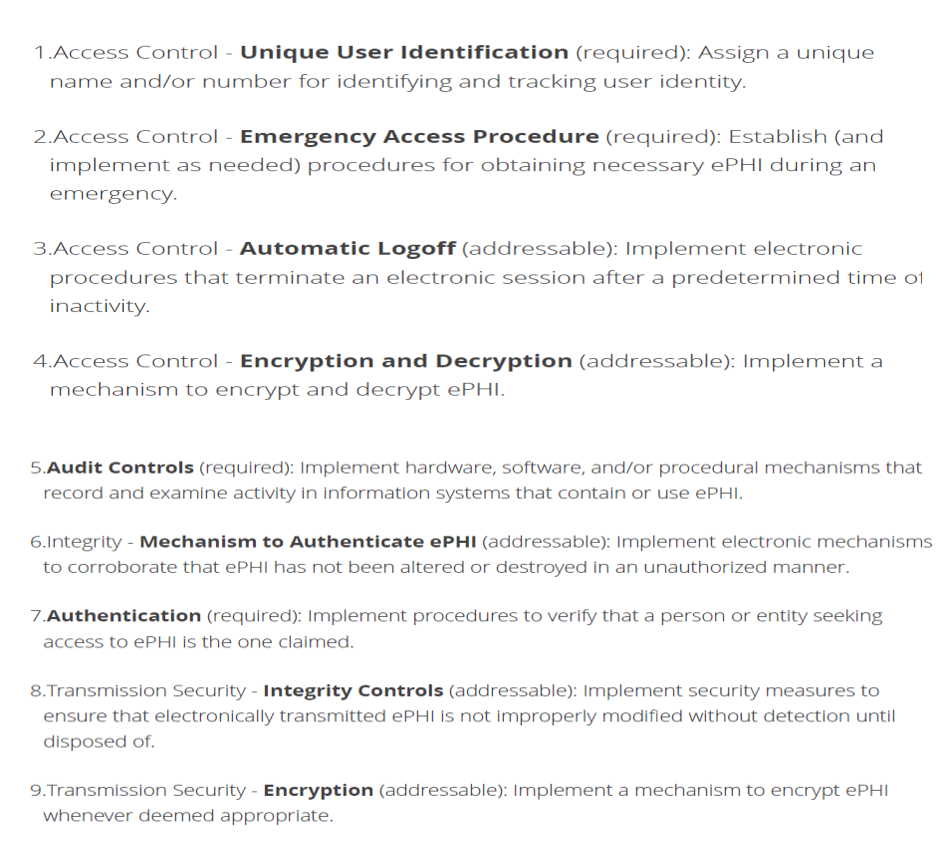 1.Access Control - Unique User Identification (required): Assign a unique
name and/or number for identifying and tracking user identity.
2.Access Control - Emergency Access Procedure (required): Establish (and
implement as needed) procedures for obtaining necessary ePHI during an
emergency.
3.Access Control - Automatic Logoff (addressable): Implement electronic
procedures that terminate an electronic session after a predetermined time of
inactivity.
4.Access Control - Encryption and Decryption (addressable): Implement a
mechanism to encrypt and decrypt ePHI.
5.Audit Controls (required): Implement hardware, software, and/or procedural mechanisms that
record and examine activity in information systems that contain or use ePHI.
6.Integrity - Mechanism to Authenticate ePHI (addressable): Implement electronic mechanisms
to corroborate that ePHI has not been altered or destroyed in an unauthorized manner.
7.Authentication (required): Implement procedures to verify that a person or entity seeking
access to ePHI is the one claimed.
8.Transmission Security - Integrity Controls (addressable): Implement security measures to
ensure that electronically transmitted ePHI is not improperly modified without detection until
disposed of.
9.Transmission Security - Encryption (addressable): Implement a mechanism to encrypt ePHI
whenever deemed appropriate.